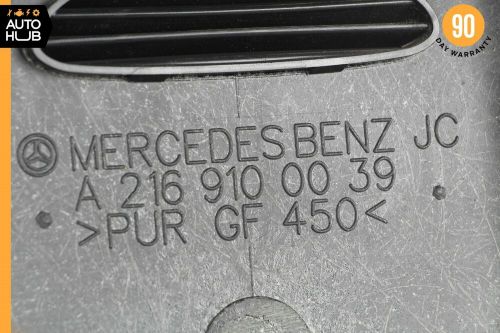 AUTO
HUB
90
DAY WARRANTY
MERCEDES BENZ JC
A 216 910 00 39
>PUR GF 450<